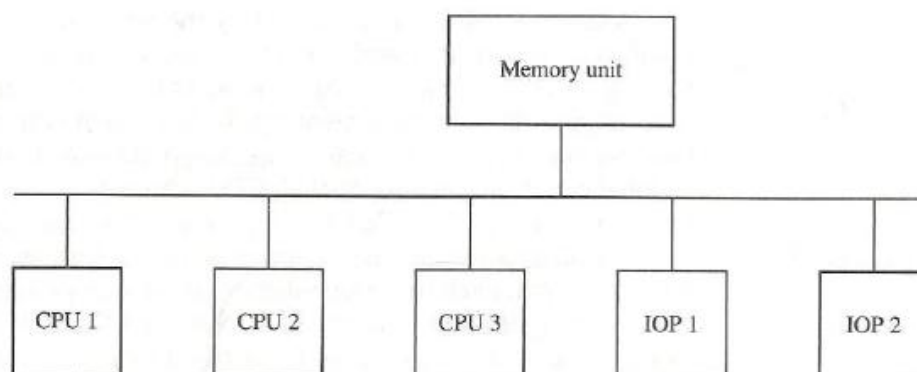 Memory unit
CPU 1
CPU 2
CPU 3
IOP 1
IOP 2